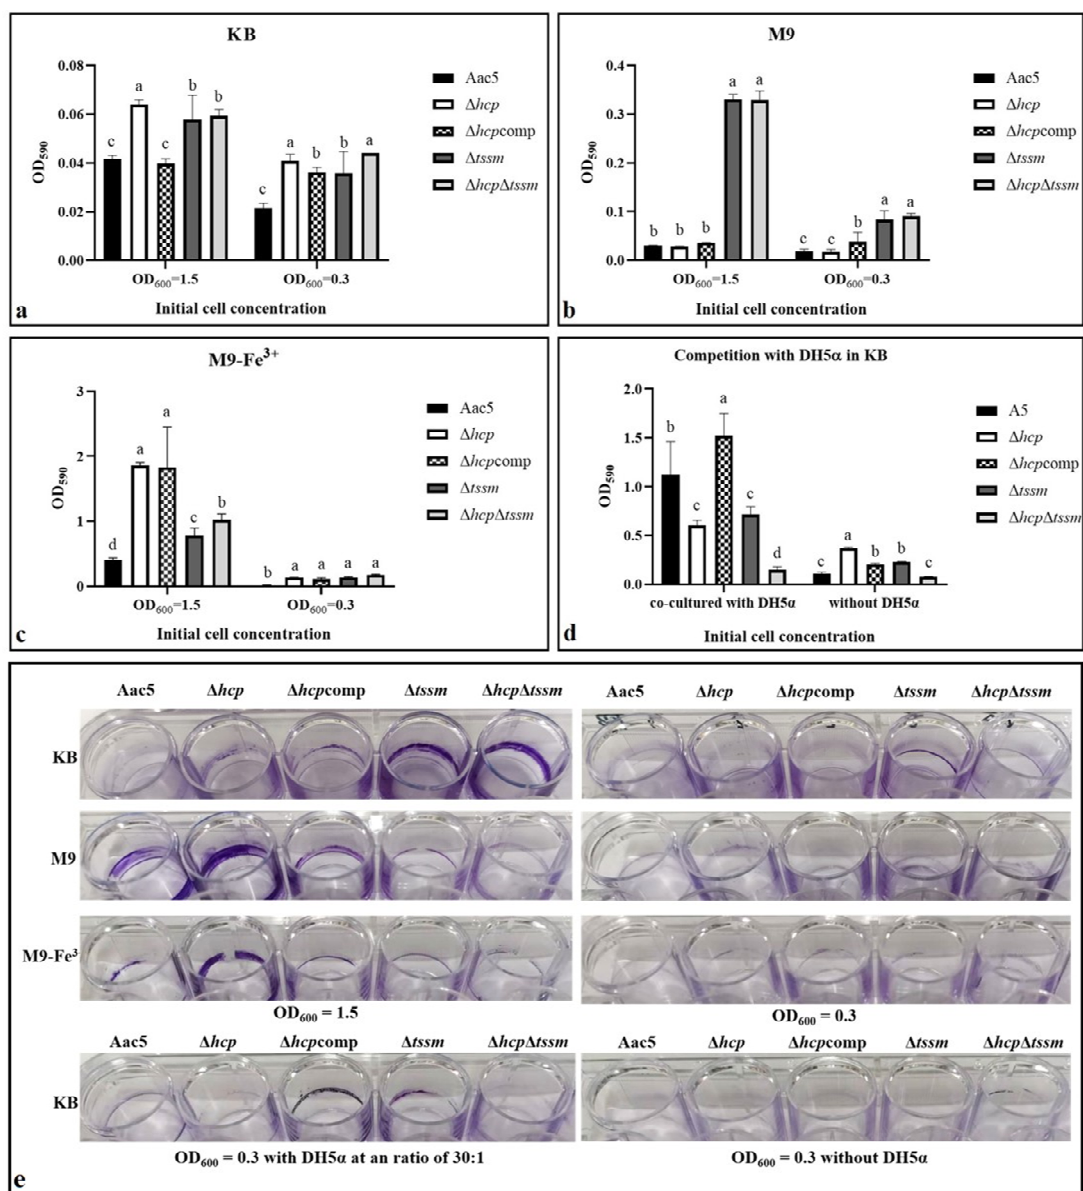 KB
0.08
0.06
0.04
0.02
0.00
OD590
c a c b b
c a b b a
OD600=1.5 OD600=0.3
Initial cell concentration
Aac5
Δhcp
Δhcpcomp
Δtssm
ΔhcpΔtssm
a
M9
0.4
0.3
0.2
0.1
0.0
OD590
b b b a a
c c b a a
OD600=1.5 OD600=0.3
Initial cell concentration
Aac5
Δhcp
Δhcpcomp
Δtssm
ΔhcpΔtssm
b
M9-Fe3+
3
2
1
0
OD590
d a a c b
b a a a a
OD600=1.5 OD600=0.3
Initial cell concentration
Aac5
Δhcp
Δhcpcomp
Δtssm
ΔhcpΔtssm
c
Competition with DH5α in KB
2.0
1.5
1.0
0.5
0.0
OD590
b c a c d
c a b b c
co-cultured with DH5α without DH5α
Initial cell concentration
A5
Δhcp
Δhcpcomp
Δtssm
ΔhcpΔtssm
d
Aac5 Δhcp Δhcpcomp Δtssm ΔhcpΔtssm Aac5 Δhcp Δhcpcomp Δtssm ΔhcpΔtssm
KB
M9
M9-Fe3
OD600 = 1.5 OD600 = 0.3
Aac5 Δhcp Δhcpcomp Δtssm ΔhcpΔtssm Aac5 Δhcp Δhcpcomp Δtssm ΔhcpΔtssm
KB
OD600 = 0.3 with DH5α at an ratio of 30:1 OD600 = 0.3 without DH5α
e